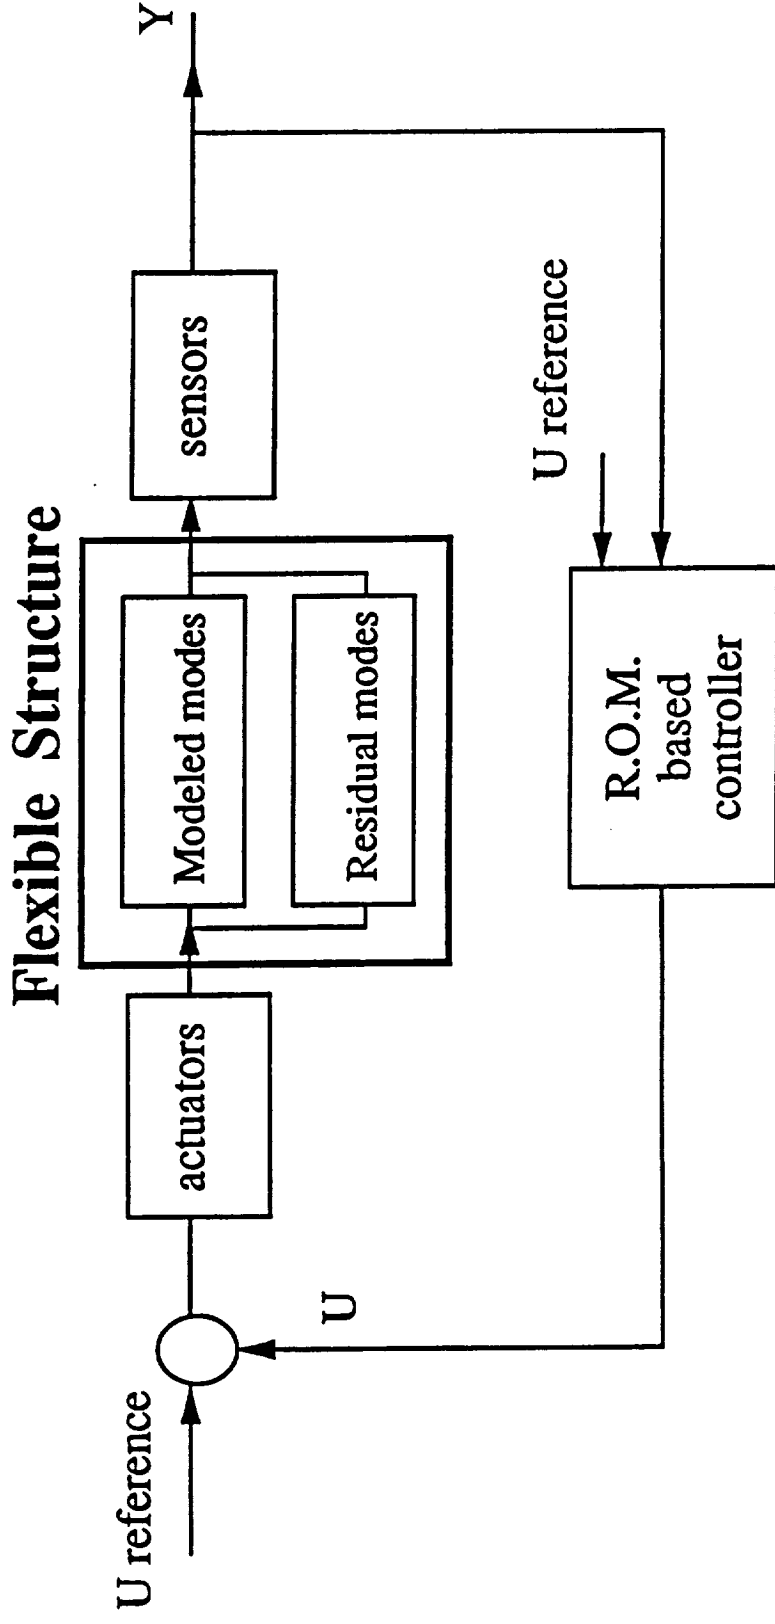 Flexible Structure
U reference
actuators
Modeled modes
Residual modes
sensors
Y
U
U reference
R.O.M.
based
controller